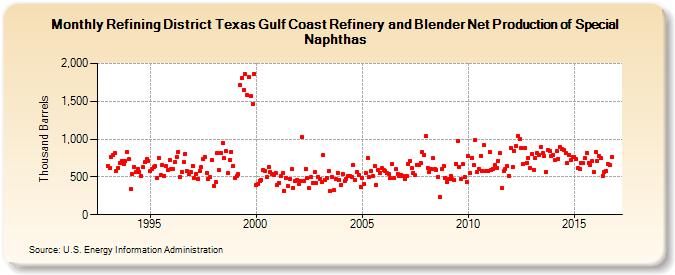 Monthly Refining District Texas Gulf Coast Refinery and Blender Net Production of Special
Naphthas
Thousand Barrels
2,000
1,500
1,000
500
0
1995
2000
2005
2010
2015
Source: U.S. Energy Information Administration